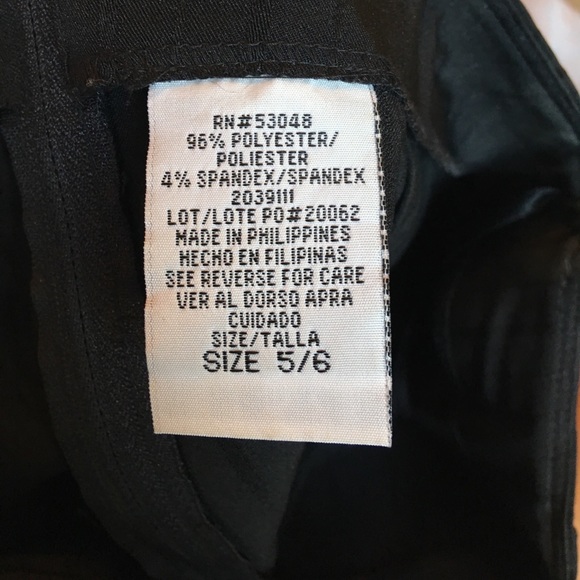 RN#53048
96% POLYESTER/
POLIESTER
4% SPANDEX/SPANDEX
2039111
LOT/LOTE PO#20062
MADE IN PHILIPPINES
HECHO EN FILIPINAS
SEE REVERSE FOR CARE
VER AL DORSO APRA
CUIDADO
SIZE/TALLA
SIZE 5/6